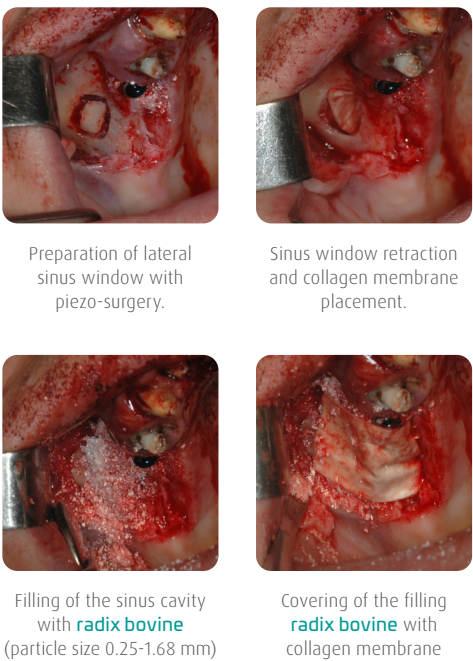 Preparation of lateral
sinus window with
piezo-surgery.
Sinus window retraction
and collagen membrane
placement.
Filling of the sinus cavity
with radix bovine
(particle size 0.25-1.68 mm)
Covering of the filling
radix bovine with
collagen membrane